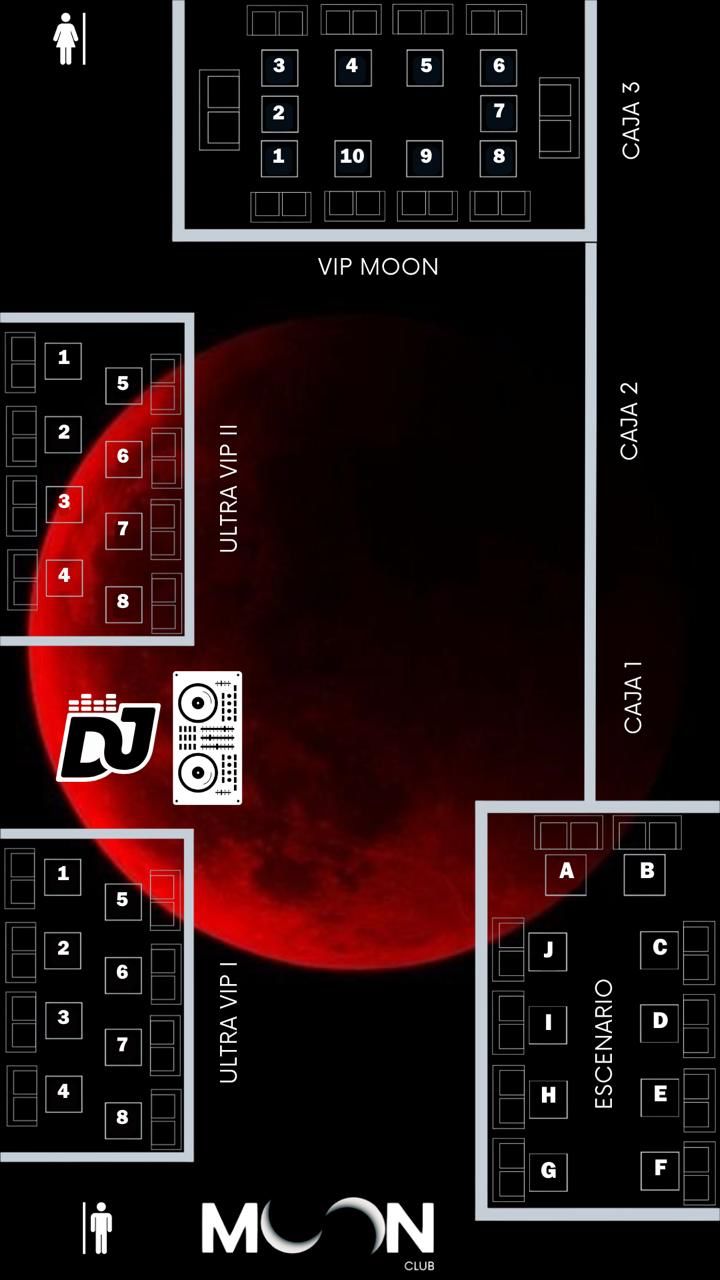 3 4 5 6
2 7
1 10 9 8
CAJA 3
VIP MOON
1
5
2
6
3
7
4
8
ULTRA VIP II
CAJA 2
DJ
CAJA 1
1
5
2
6
3
7
4
8
ULTRA VIP I
A B
J C
I D
H E
G F
ESCENARIO
MOON
CLUB